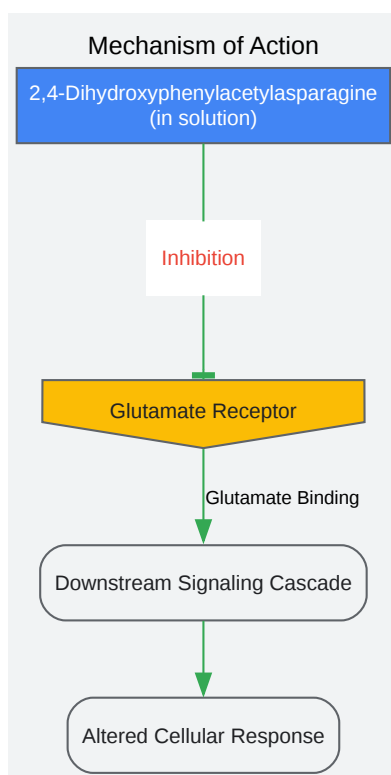 Mechanism of Action
2,4-Dihydroxyphenylacetylasparagine
(in solution)
Inhibition
Glutamate Receptor
Glutamate Binding
Downstream Signaling Cascade
Altered Cellular Response